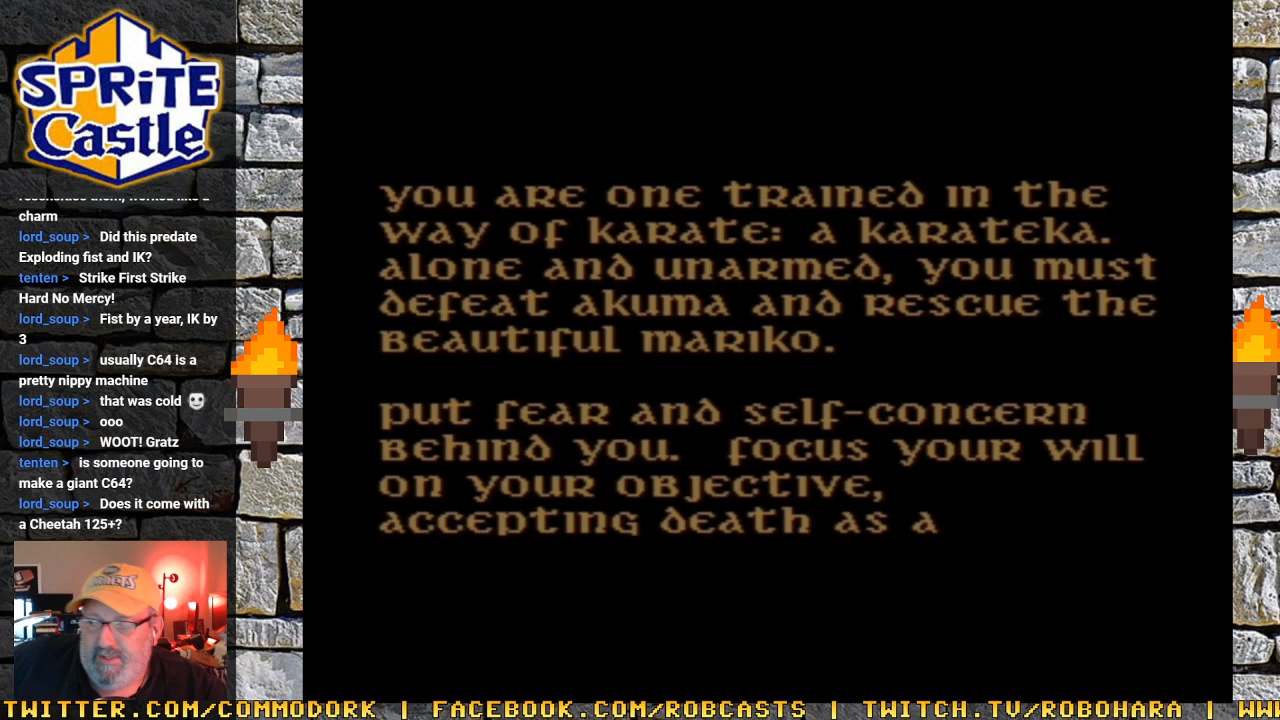 SPRiTE
Castle
charm
lord_soup > Did this predate
Exploding fist and IK?
tenten > Strike First Strike
Hard No Mercy!
lord_soup > Fist by a year, IK by
3
lord_soup > usually C64 is a
pretty nippy machine
lord_soup > that was cold
lord_soup > ooo
lord_soup > WOOT! Gratz
tenten > is someone going to
make a giant C64?
lord_soup > Does it come with
a Cheetah 125+?
you are one trained in the
way of karate: a karateka.
alone and unarmed, you must
defeat akuma and rescue the
beautiful mariko.
put fear and self-concern
behind you.  focus your will
on your objective,
accepting death as a
TWITTER.COM/COMMODORK | FACEBOOK.COM/ROBCASTS | TWITCH.TV/ROBOHARA | WW